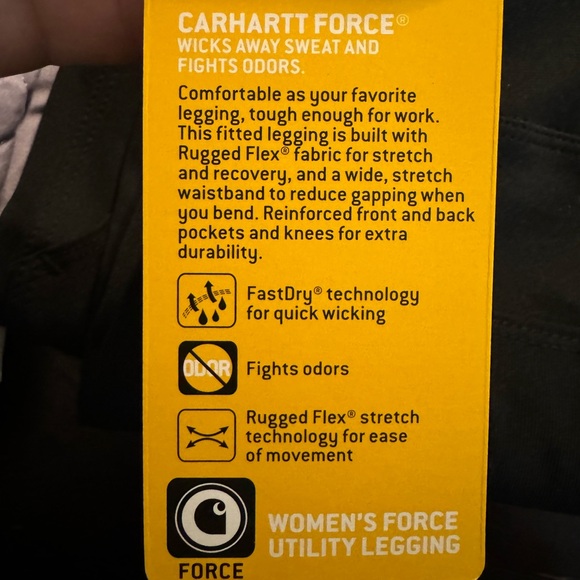 CARHARTT FORCE®
WICKS AWAY SWEAT AND
FIGHTS ODORS.
Comfortable as your favorite
legging, tough enough for work.
This fitted legging is built with
Rugged Flex® fabric for stretch
and recovery, and a wide, stretch
waistband to reduce gapping when
you bend. Reinforced front and back
pockets and knees for extra
durability.
FastDry® technology
for quick wicking
ODOR
Fights odors
Rugged Flex® stretch
technology for ease
of movement
WOMEN'S FORCE
UTILITY LEGGING
FORCE